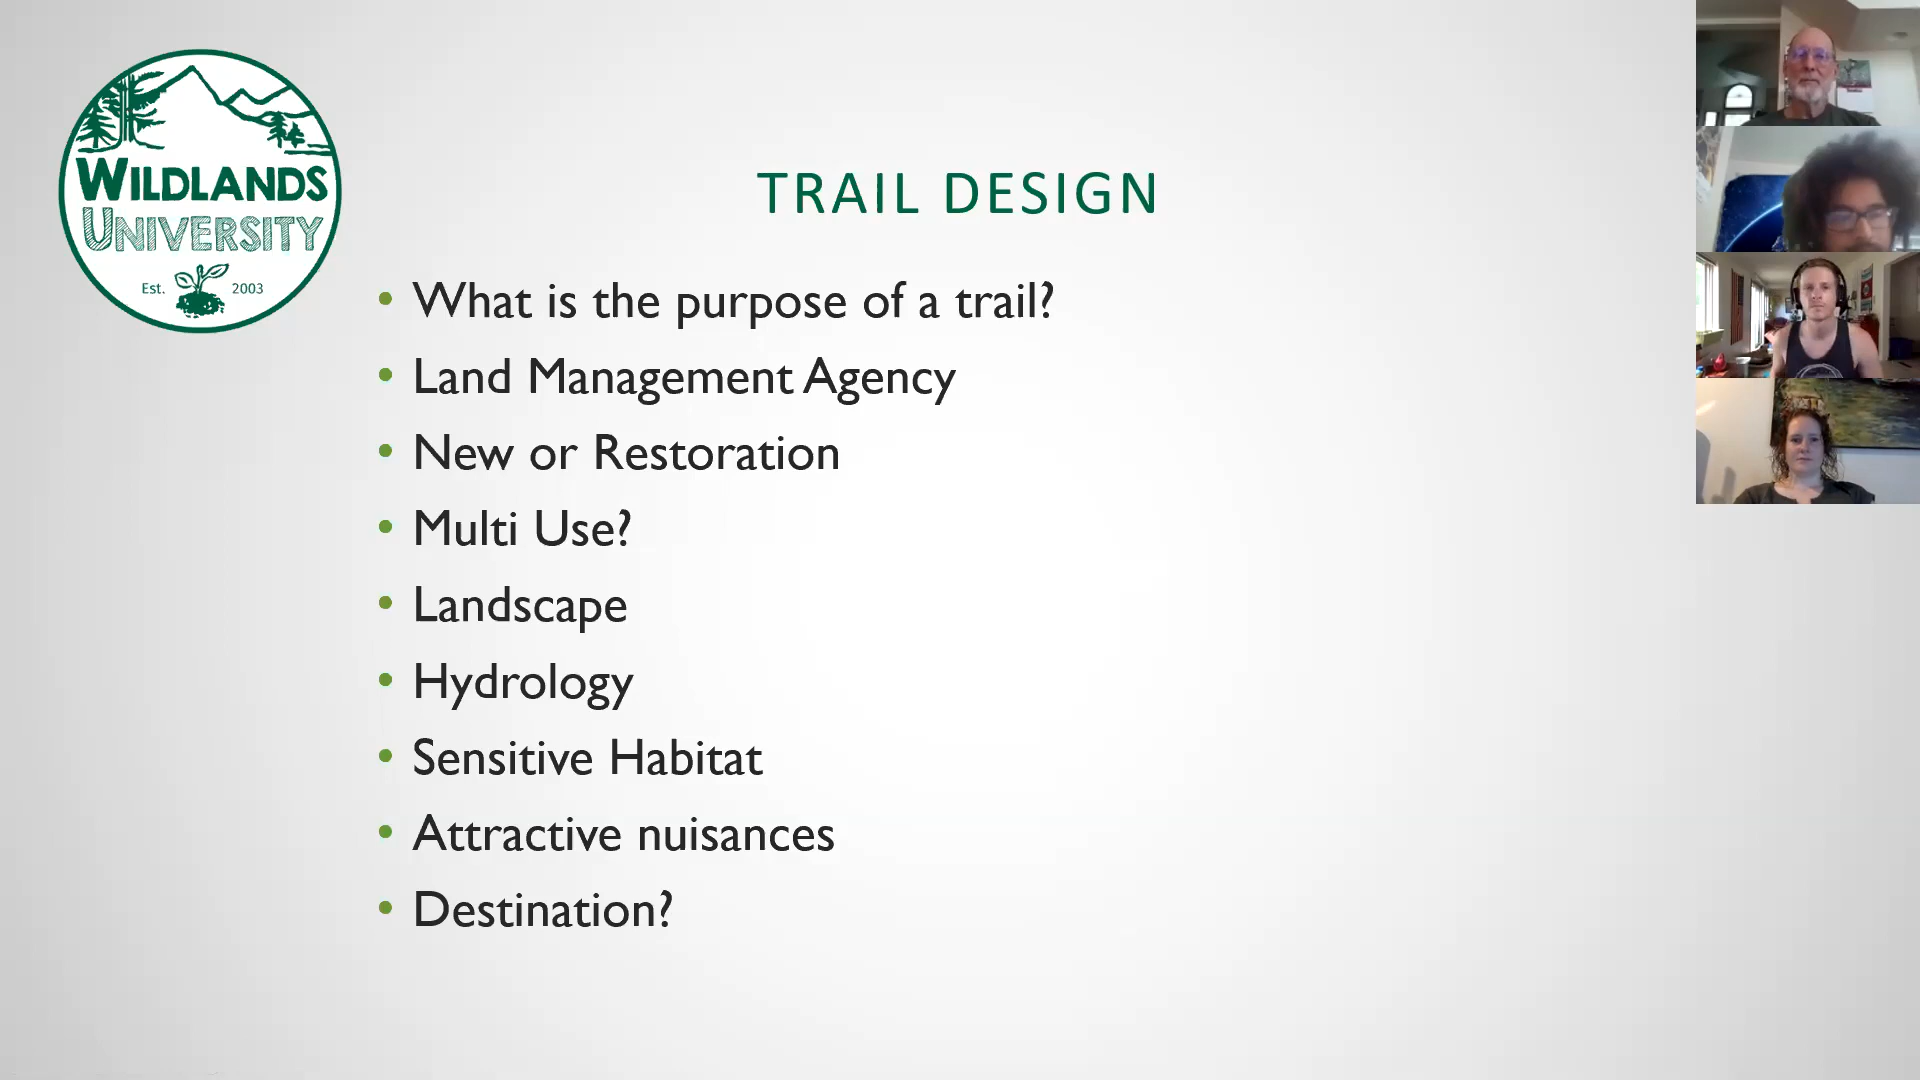 WILDLANDS
UNIVERSITY
Est. 2003
TRAIL DESIGN
• What is the purpose of a trail?
• Land Management Agency
• New or Restoration
• Multi Use?
• Landscape
• Hydrology
• Sensitive Habitat
• Attractive nuisances
• Destination?